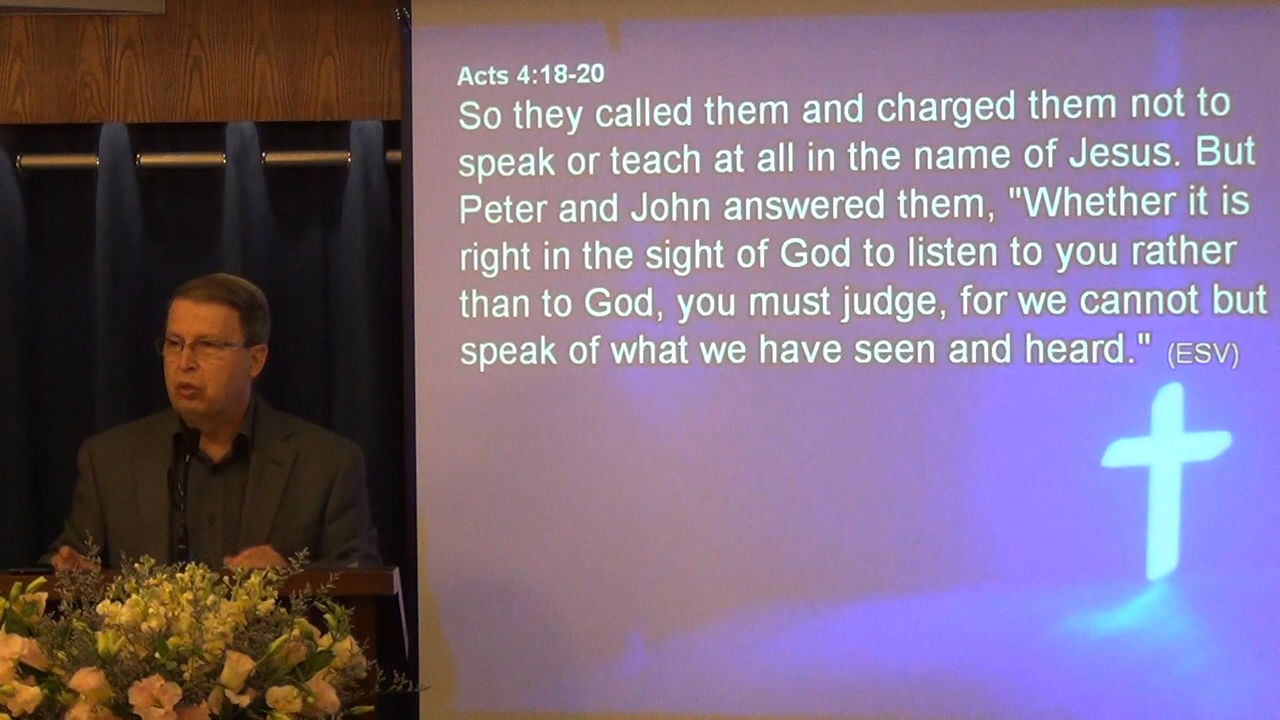 Acts 4:18-20
So they called them and charged them not to
speak or teach at all in the name of Jesus. But
Peter and John answered them, "Whether it is
right in the sight of God to listen to you rather
than to God, you must judge, for we cannot but
speak of what we have seen and heard." (ESV)